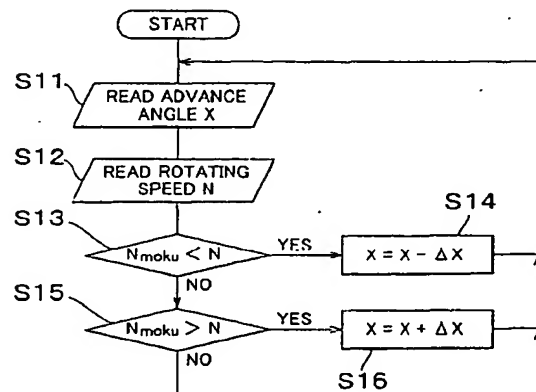 START
S11
READ ADVANCE
ANGLE X
S12
READ ROTATING
SPEED N
S13
Nmoku < N
YES
S14
X = X - ΔX
NO
S15
Nmoku > N
YES
X = X + ΔX
S16
NO